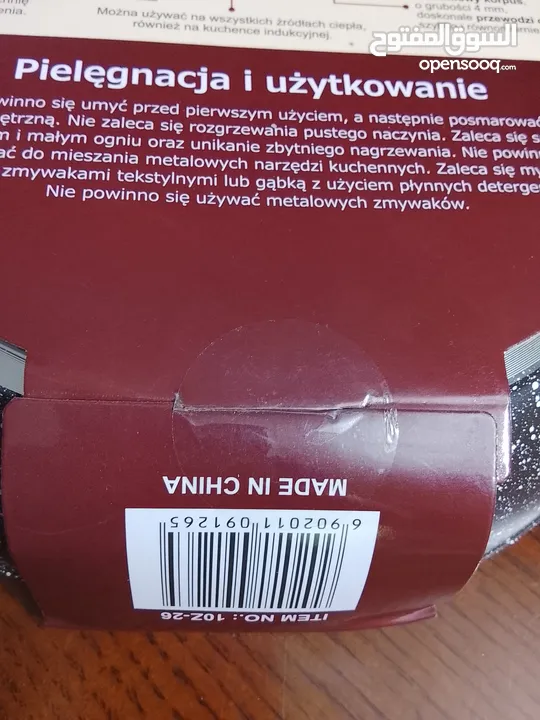 Można używać na wszystkich źródłach ciepła,
również na kuchence indukcyjnej.
o grubości 4 mm,
doskonale przewodzi
السوق المفتوح
opensooq.com
Pielęgnacja i użytkowanie
winno się umyć przed pierwszym użyciem, a następnie posmarować
ętrzną. Nie zaleca się rozgrzewania pustego naczynia. Zaleca się s
m i małym ogniu oraz unikanie zbytniego nagrzewania. Nie powin
ać do mieszania metalowych narzędzi kuchennych. Zaleca się my
zmywakami tekstylnymi lub gąbką z użyciem płynnych deterge
Nie powinno się używać metalowych zmywaków.
MADE IN CHINA
6 902011 091265
ITEM NO.: 10Z-26